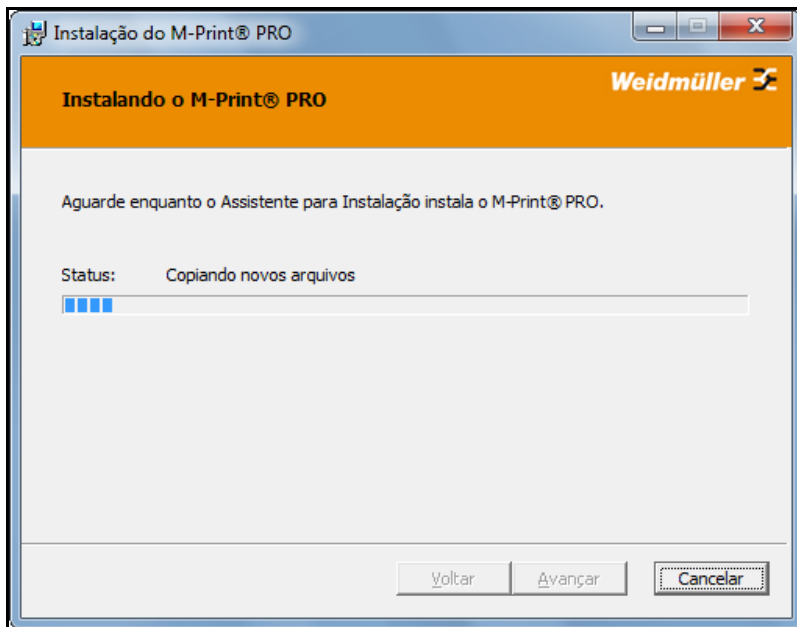 Instalação do M-Print® PRO
Weidmüller
Instalando o M-Print® PRO
Aguarde enquanto o Assistente para Instalação instala o M-Print® PRO.
Status: Copiando novos arquivos
Voltar Avançar Cancelar